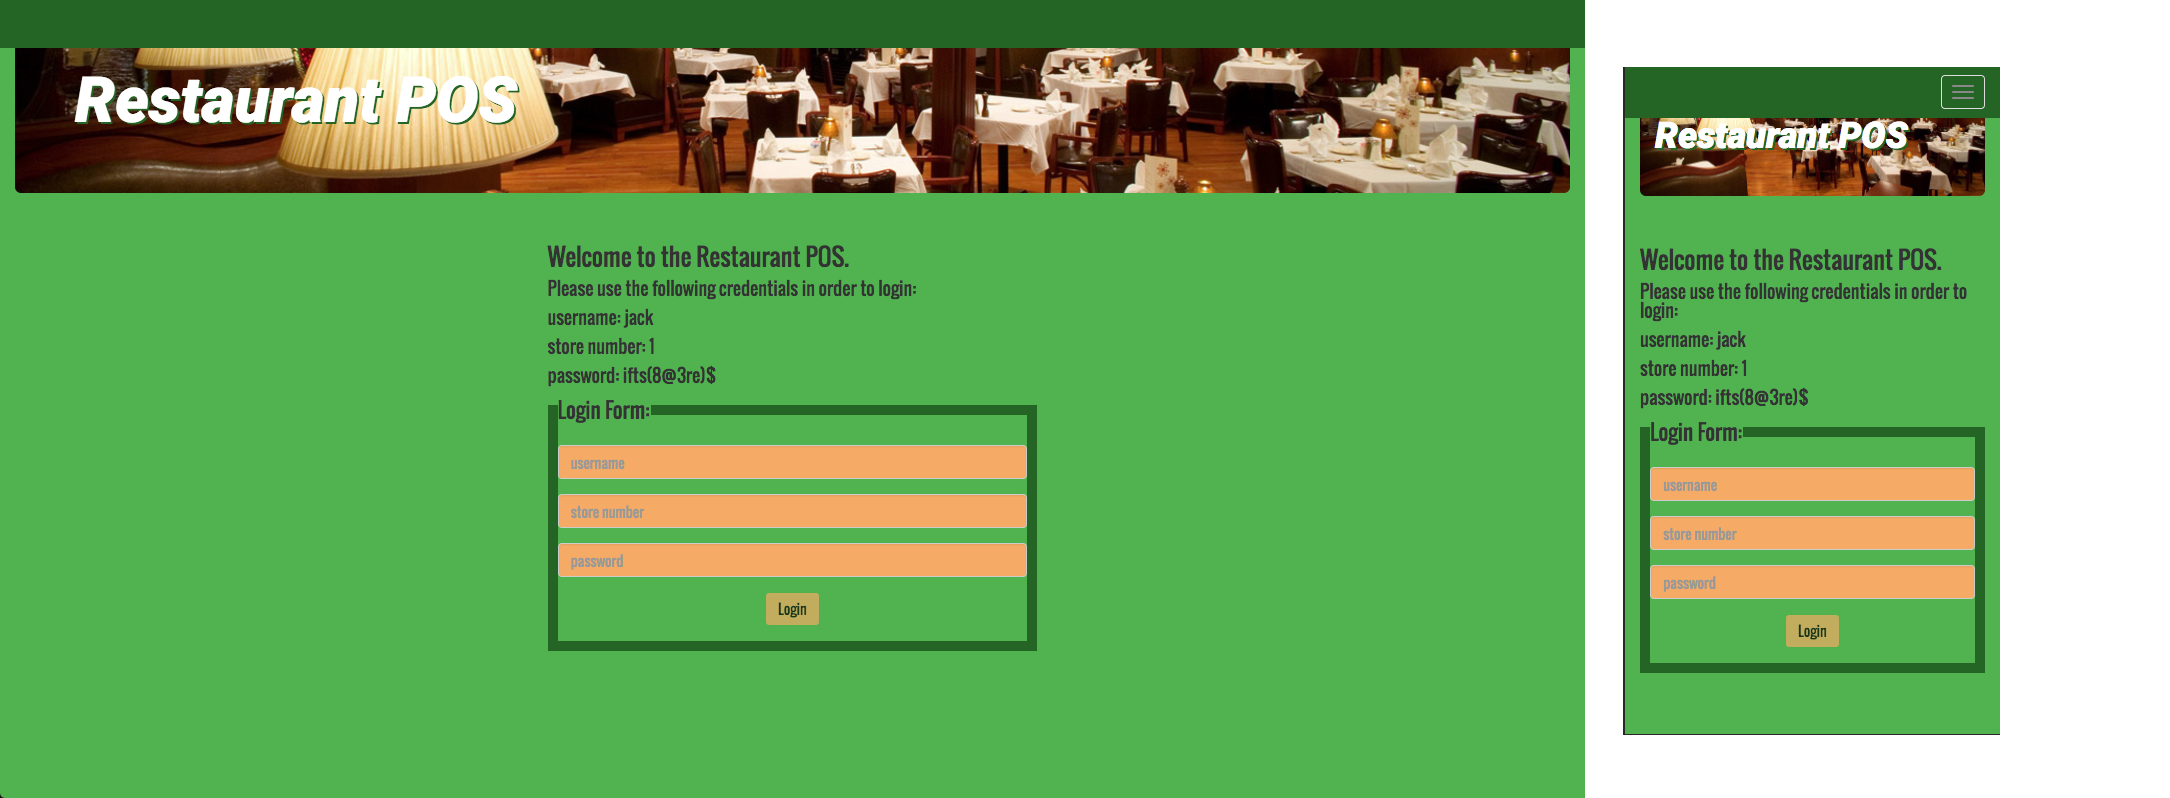 Restaurant POS
Welcome to the Restaurant POS.
Please use the following credentials in order to login:
username: jack
store number: 1
password: ifts(8@3re)$
Login Form:
username
store number
password
Login
Restaurant POS
Welcome to the Restaurant POS.
Please use the following credentials in order to
login:
username: jack
store number: 1
password: ifts(8@3re)$
Login Form:
username
store number
password
Login